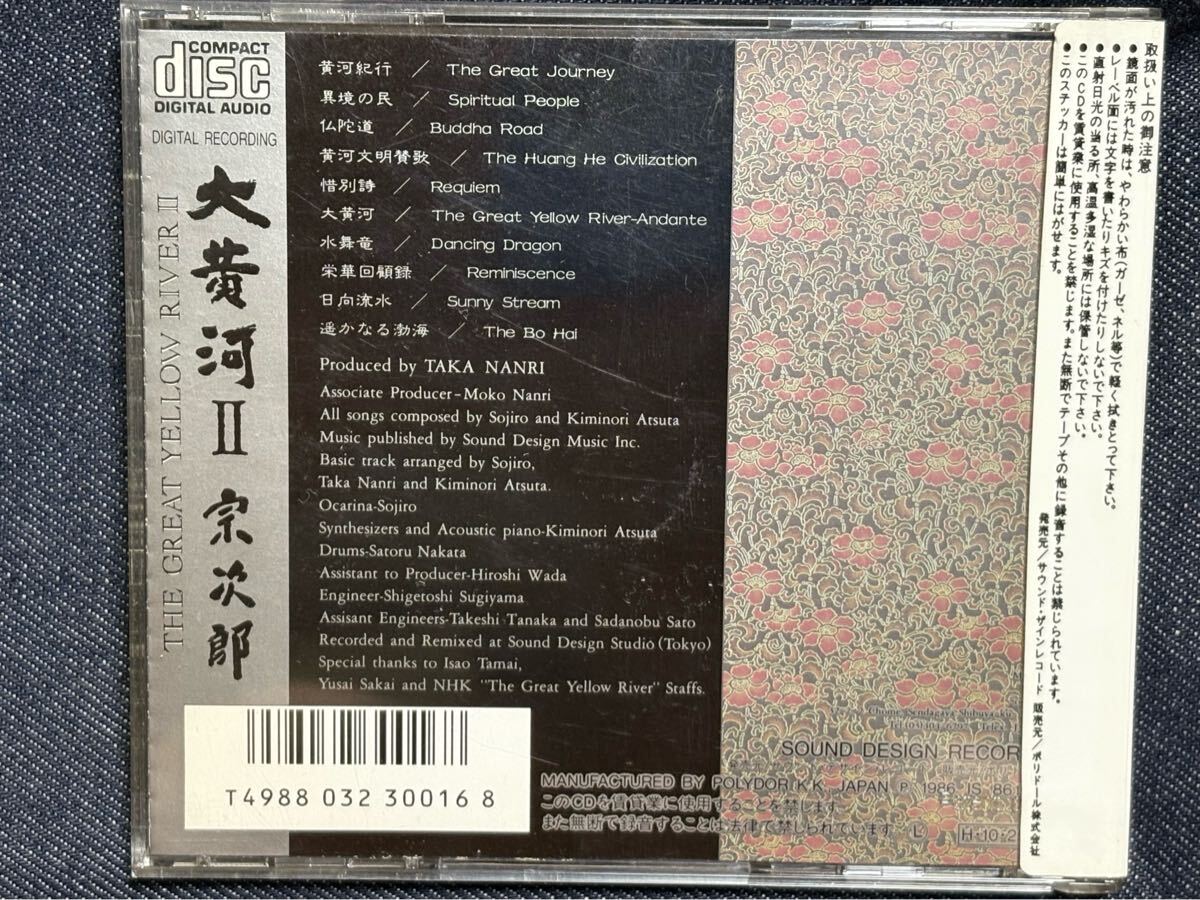 COMPACT
disc
DIGITAL AUDIO
DIGITAL RECORDING
大黄河II 宗次郎
THE GREAT YELLOW RIVER II
黄河紀行 / The Great Journey
異境の民 / Spiritual People
仏陀道 / Buddha Road
黄河文明賛歌 / The Huang He Civilization
惜別詩 / Requiem
大黄河 / The Great Yellow River-Andante
水舞竜 / Dancing Dragon
栄華回顧録 / Reminiscence
日向流水 / Sunny Stream
遥かなる渤海 / The Bo Hai
Produced by TAKA NANRI
Associate Producer-Moko Nanri
All songs composed by Sojiro and Kiminori Atsuta
Music published by Sound Design Music Inc.
Basic track arranged by Sojiro,
Taka Nanri and Kiminori Atsuta.
Ocarina-Sojiro
Synthesizers and Acoustic piano-Kiminori Atsuta
Drums-Satoru Nakata
Assistant to Producer-Hiroshi Wada
Engineer-Shigetoshi Sugiyama
Assisant Engineers-Takeshi Tanaka and Sadanobu Sato
Recorded and Remixed at Sound Design Studio (Tokyo)
Special thanks to Isao Tamai,
Yusai Sakai and NHK "The Great Yellow River" Staffs.
T4988 032 30016 8
SOUND DESIGN RECOR
MANUFACTURED BY POLYDOR K.K., JAPAN Ⓟ 1986 IS 86.
このCDを賃貸業に使用することを禁じます。
また無断で録音することは法律で禁じられています。 Ⓛ H・10・2
取扱い上の御注意
●鏡面が汚れた時は、やわらかい布(ガーゼ、ネル等)で軽く拭きとって下さい。
●レーベル面には文字を書いたりキズを付けたりしないで下さい。
●直射日光の当る所、高温多湿な場所には保管しないで下さい。
●このCDを賃貸業に使用することを禁じます。また無断でテープその他に録音することは禁じられています。
●このステッカーは簡単にはがせます。
発売元/サウンド・デザインレコード 販売元/ポリドール株式会社